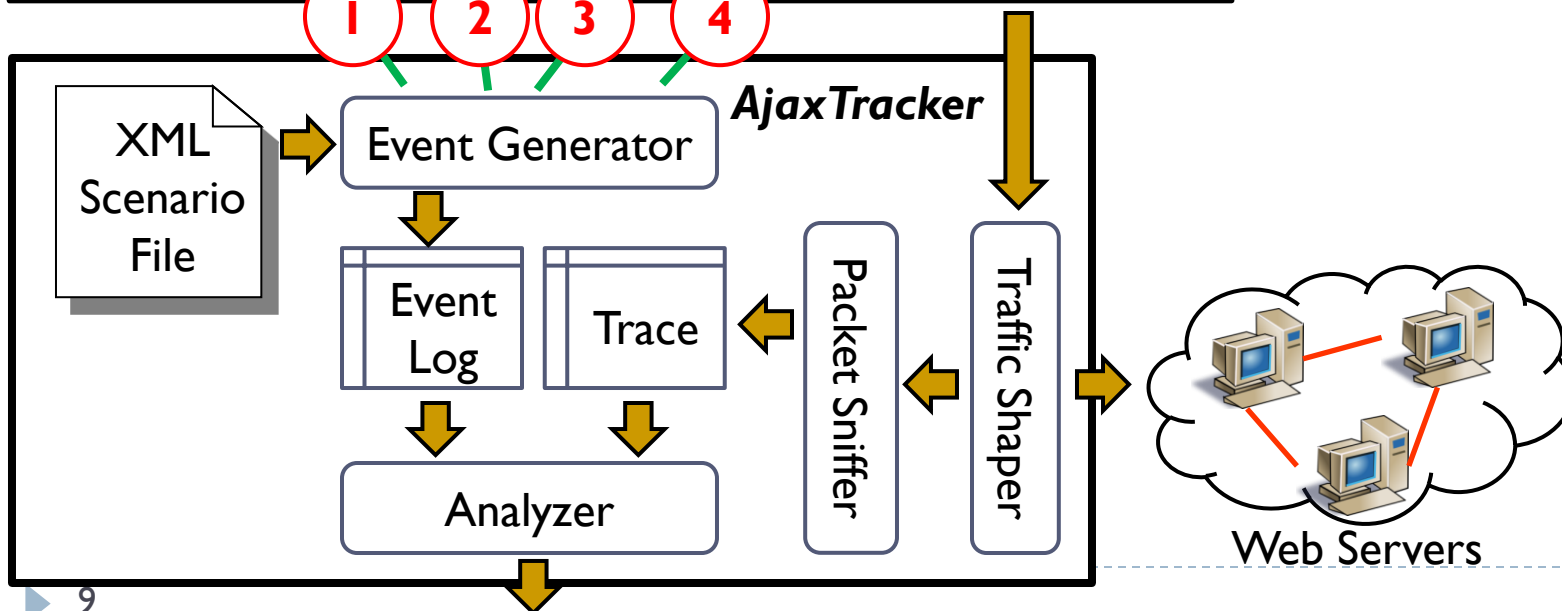 1
2
3
4
AjaxTracker
XML
Scenario
File
Event Generator
Event
Log
Trace
Packet Sniffer
Traffic Shaper
Analyzer
Web Servers
9